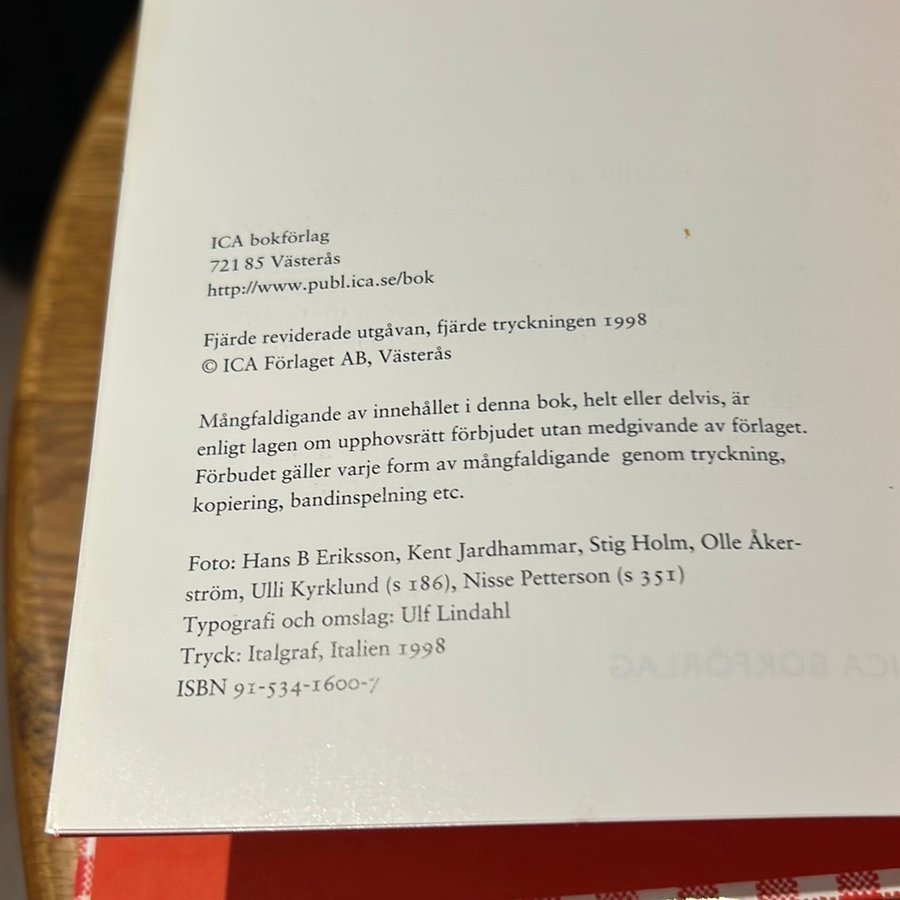 ICA bokförlag
721 85 Västerås
http://www.publ.ica.se/bok
Fjärde reviderade utgåvan, fjärde tryckningen 1998
© ICA Förlaget AB, Västerås
Mångfaldigande av innehållet i denna bok, helt eller delvis, är
enligt lagen om upphovsrätt förbjudet utan medgivande av förlaget.
Förbudet gäller varje form av mångfaldigande genom tryckning,
kopiering, bandinspelning etc.
Foto: Hans B Eriksson, Kent Jardhammar, Stig Holm, Olle Åker-
ström, Ulli Kyrklund (s 186), Nisse Petterson (s 351)
Typografi och omslag: Ulf Lindahl
Tryck: Italgraf, Italien 1998
ISBN 91-534-1600-7
ICA BOKFÖRLAG